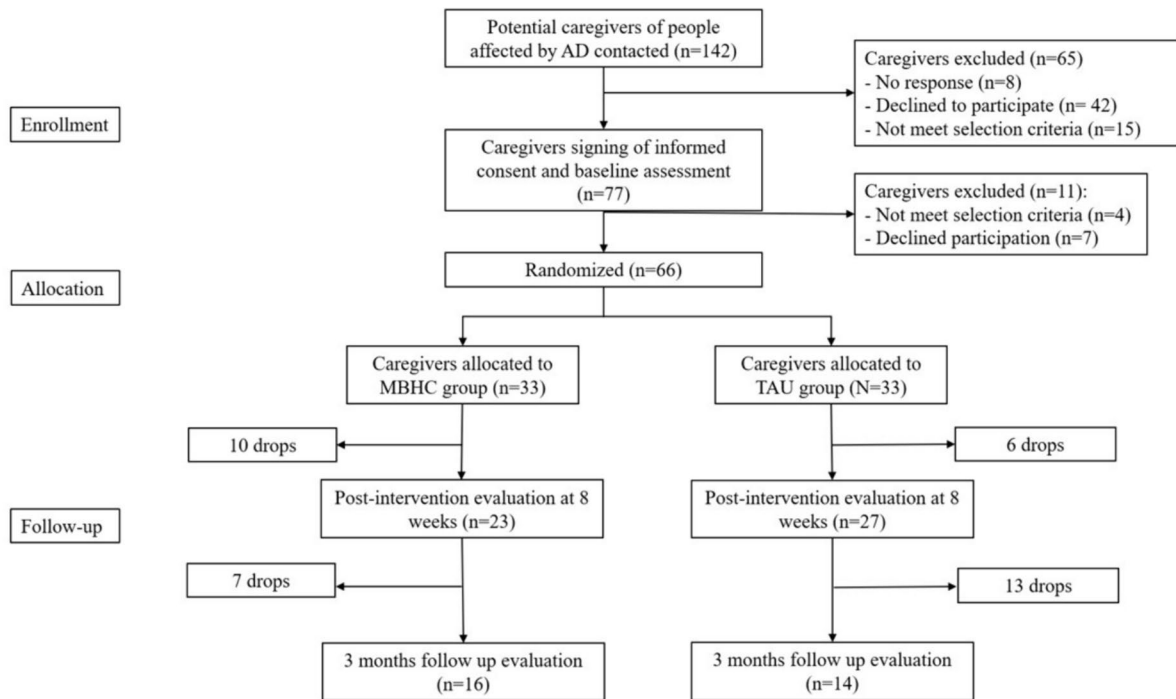 Potential caregivers of people
affected by AD contacted (n=142)
Caregivers excluded (n=65)
- No response (n=8)
- Declined to participate (n= 42)
- Not meet selection criteria (n=15)
Enrollment
Caregivers signing of informed
consent and baseline assessment
(n=77)
Caregivers excluded (n=11):
- Not meet selection criteria (n=4)
- Declined participation (n=7)
Randomized (n=66)
Allocation
Caregivers allocated to
MBHC group (n=33)
Caregivers allocated to
TAU group (N=33)
10 drops
6 drops
Post-intervention evaluation at 8
weeks (n=23)
Post-intervention evaluation at 8
weeks (n=27)
Follow-up
7 drops
13 drops
3 months follow up evaluation
(n=16)
3 months follow up evaluation
(n=14)